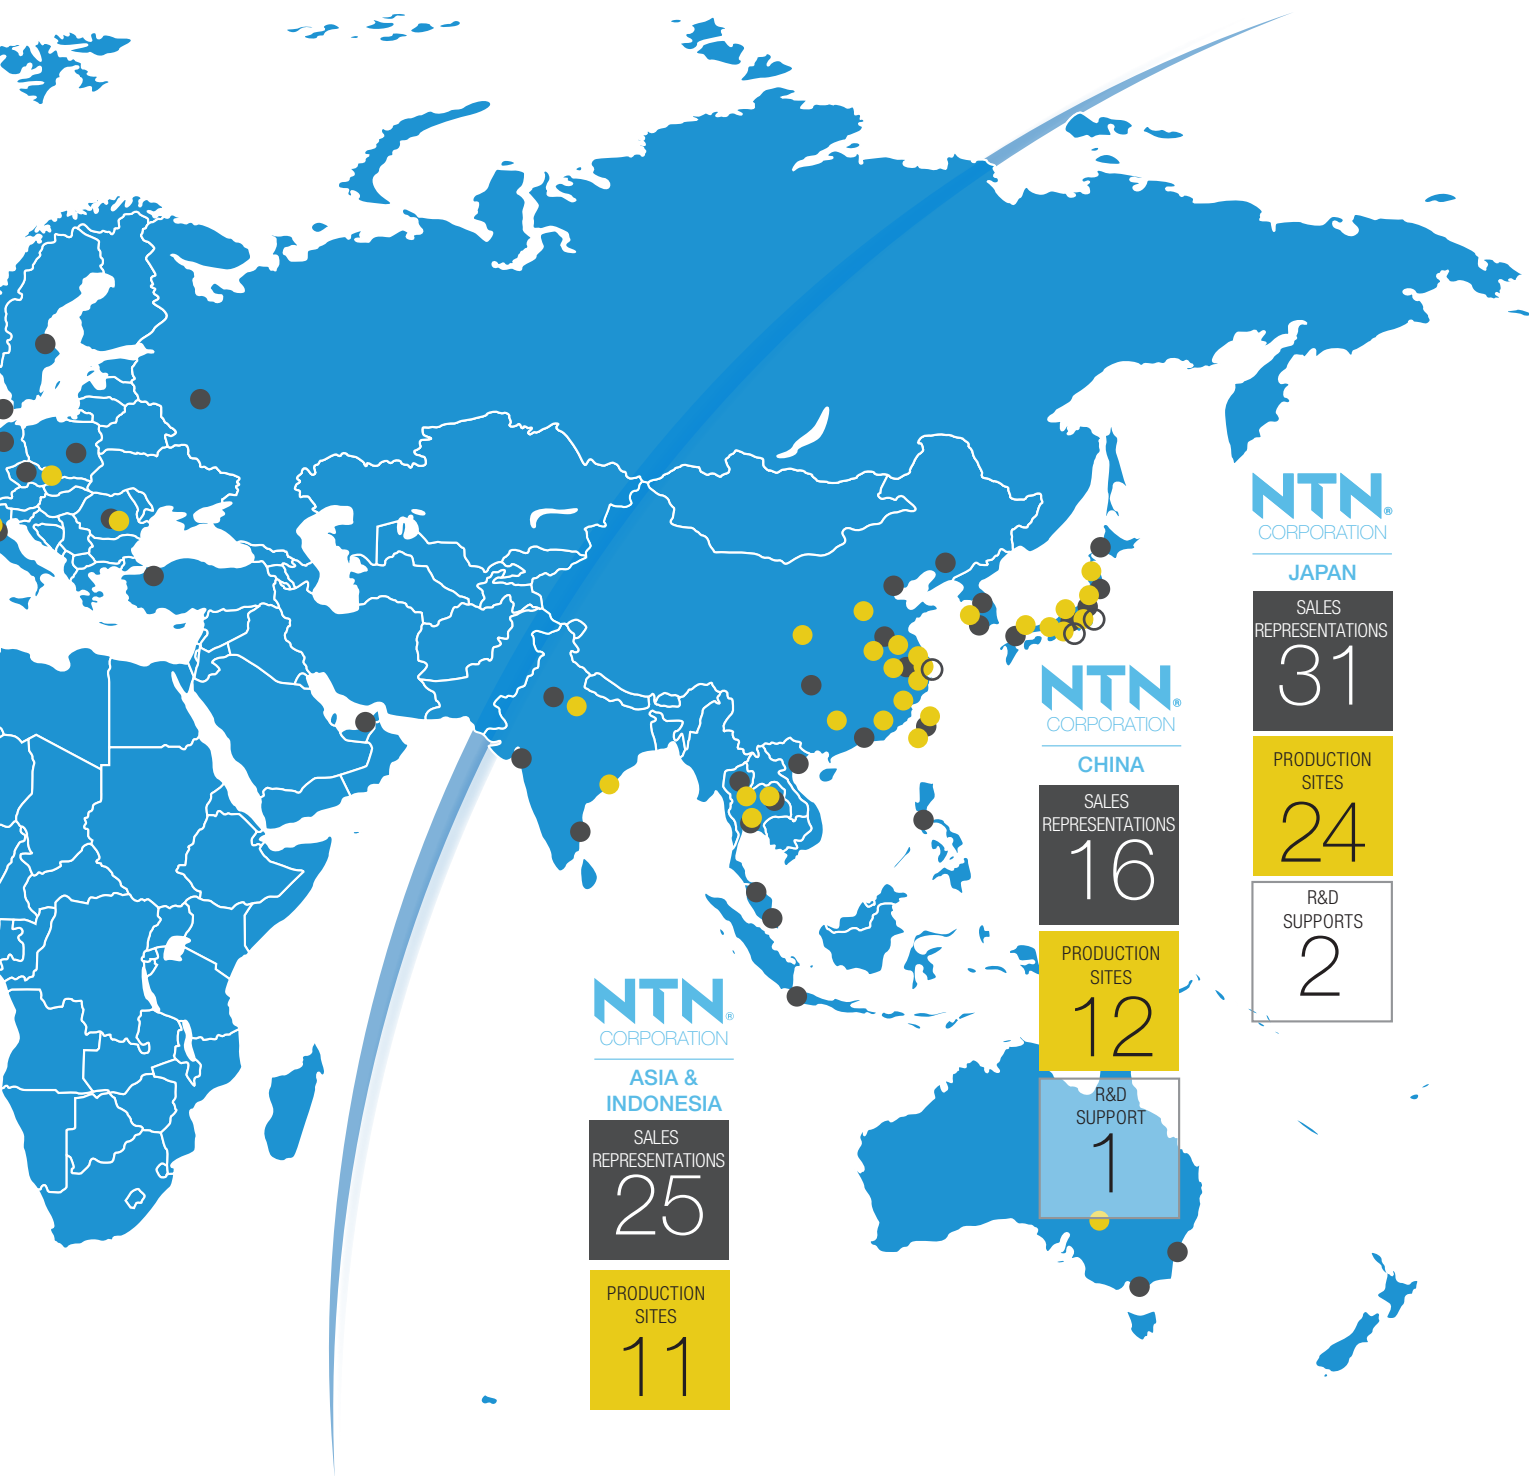 NTN®
CORPORATION
JAPAN
SALES
REPRESENTATIONS
31
PRODUCTION
SITES
24
R&D
SUPPORTS
2
NTN®
CORPORATION
CHINA
SALES
REPRESENTATIONS
16
PRODUCTION
SITES
12
R&D
SUPPORT
1
NTN®
CORPORATION
ASIA &
INDONESIA
SALES
REPRESENTATIONS
25
PRODUCTION
SITES
11